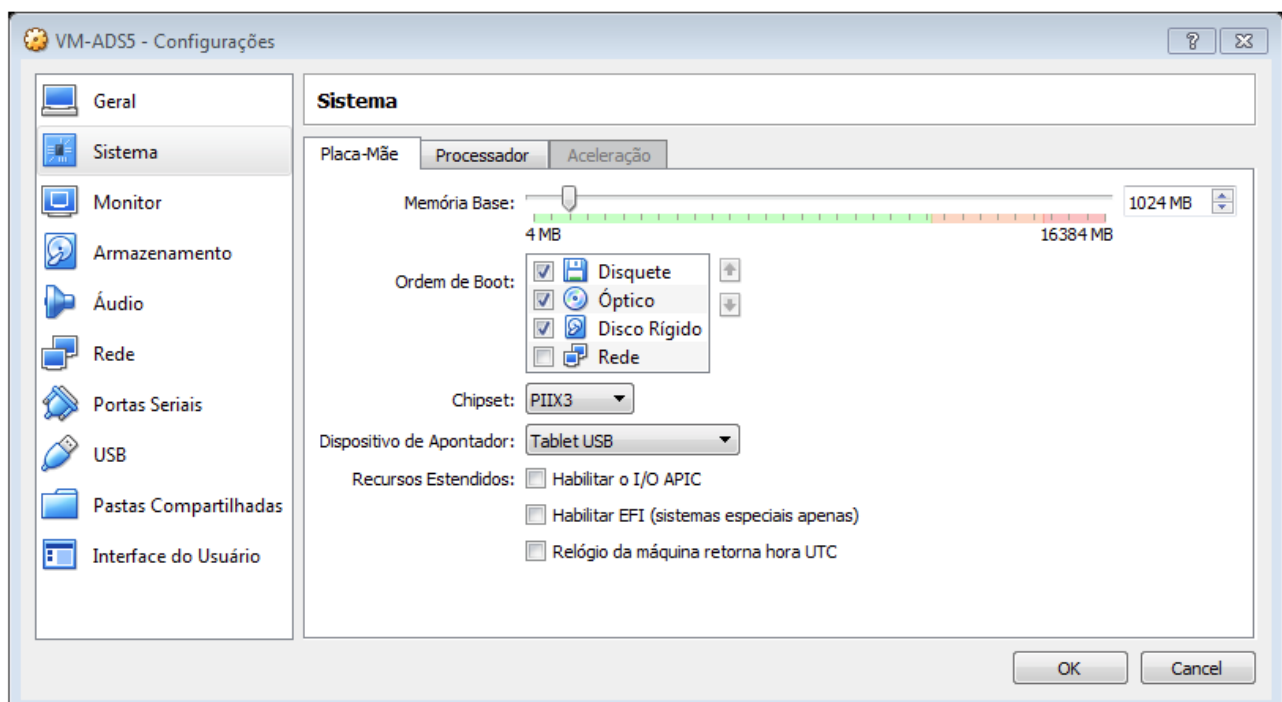 VM-ADS5 - Configurações
Geral
Sistema
Monitor
Armazenamento
Áudio
Rede
Portas Seriais
USB
Pastas Compartilhadas
Interface do Usuário
Sistema
Placa-Mãe Processador Aceleração
Memória Base: 1024 MB
4 MB 16384 MB
Ordem de Boot:
Disquete
Óptico
Disco Rígido
Rede
Chipset: PIIX3
Dispositivo de Apontador: Tablet USB
Recursos Estendidos: Habilitar o I/O APIC
Habilitar EFI (sistemas especiais apenas)
Relógio da máquina retorna hora UTC
OK Cancel